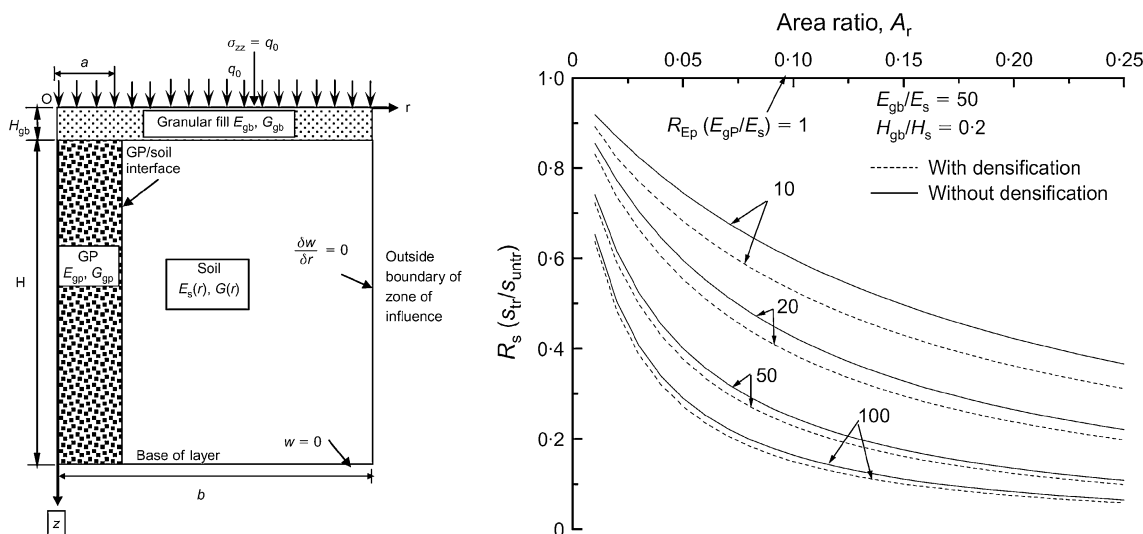 σzz = q0
a
q0
O
r
Hgb
Granular fill Egb, Ggb
GP/soil
interface
H
GP
Egp, Ggp
Soil
Es(r), G(r)
δw
δr
= 0
Outside
boundary of
zone of
influence
w = 0
Base of layer
b
z
Area ratio, Ar
0 0·05 0·10 0·15 0·20 0·25
1·0
0·8
0·6
0·4
0·2
0
Rs (str/suntr)
REp (EgP/Es) = 1
Egb/Es = 50
Hgb/Hs = 0·2
With densification
Without densification
10
20
50
100